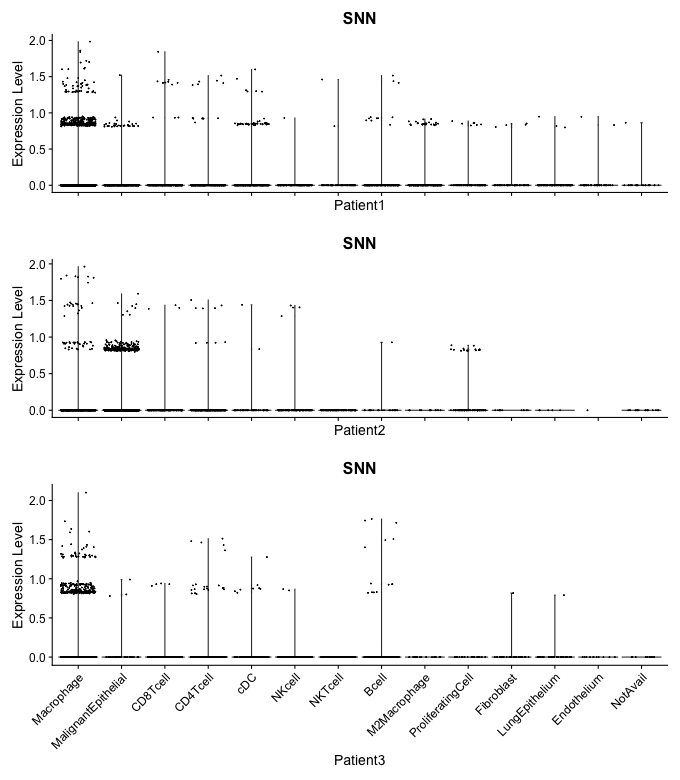 SNN
Expression Level
2.0
1.5
1.0
0.5
0.0
Patient1
SNN
Expression Level
2.0
1.5
1.0
0.5
0.0
Patient2
SNN
Expression Level
2.0
1.5
1.0
0.5
0.0
Macrophage
MalignantEpithelial
CD8Tcell
CD4Tcell
cDC
NKcell
NKTcell
Bcell
M2Macrophage
ProliferatingCell
Fibroblast
LungEpithelium
Endothelium
NotAvail
Patient3